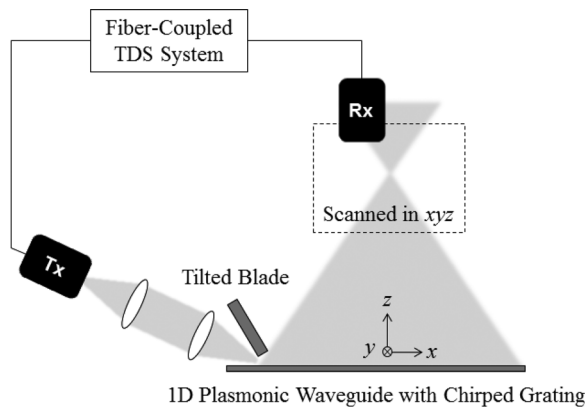 Fiber-Coupled
TDS System
Rx
Scanned in xyz
Tx
Tilted Blade
z
y
x
1D Plasmonic Waveguide with Chirped Grating